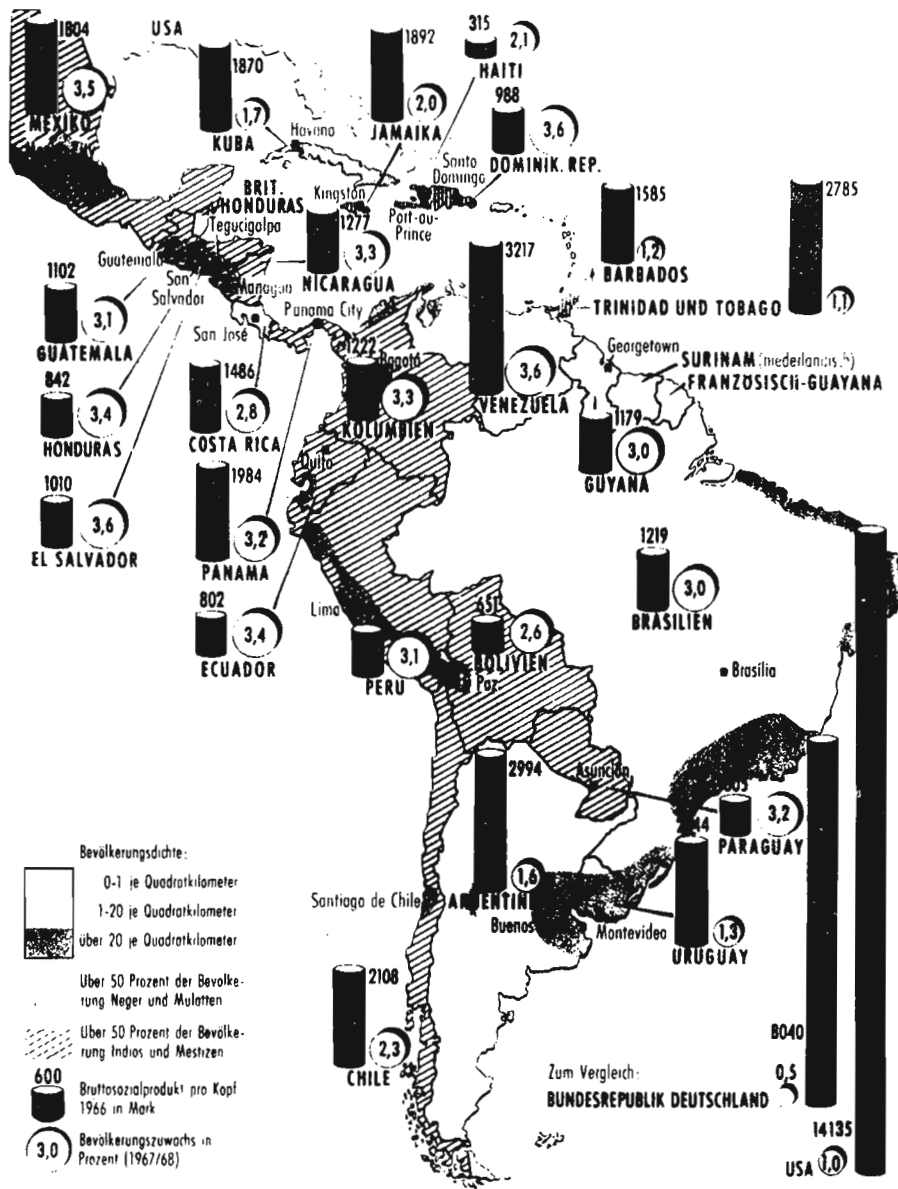 1804
3,5
MEXIKO
USA
1870
1,7
KUBA
Havana
1892
2,0
JAMAIKA
315
2,1
HAITI
988
3,6
DOMINIK. REP.
Santo
Domingo
Kingston
Port-au-
Prince
BRIT.
HONDURAS
Tegucigalpa
1277
3,3
NICARAGUA
1585
1,2
BARBADOS
2785
1,1
TRINIDAD UND TOBAGO
3217
3,6
VENEZUELA
Guatemala
San
Salvador
Managua
San José
Panama City
1102
3,1
GUATEMALA
842
3,4
HONDURAS
1010
3,6
EL SALVADOR
1486
2,8
COSTA RICA
1984
3,2
PANAMA
802
3,4
ECUADOR
1222
Bogotá
3,3
KOLUMBIEN
Quito
Georgetown
SURINAM
FRANZÖSISCH-GUAYANA
1179
3,0
GUYANA
1219
3,0
BRASILIEN
Brasília
Lima
3,1
PERU
651
2,6
BOLIVIEN
Paz
2994
1,6
ARGENTINI
Asunción
3,2
PARAGUAY
44
1,3
URUGUAY
Santiago de Chile
Buenos
Montevideo
2108
2,3
CHILE
Bevölkerungsdichte:
0-1 je Quadratkilometer
1-20 je Quadratkilometer
über 20 je Quadratkilometer
Über 50 Prozent der Bevölke-
rung Neger und Mulatten
Über 50 Prozent der Bevölke-
rung Indios und Mestizen
600
Bruttosozialprodukt pro Kopf
1966 in Mark
3,0
Bevölkerungszuwachs in
Prozent (1967/68)
Zum Vergleich:
8040
0,5
BUNDESREPUBLIK DEUTSCHLAND
14135
USA 1,0